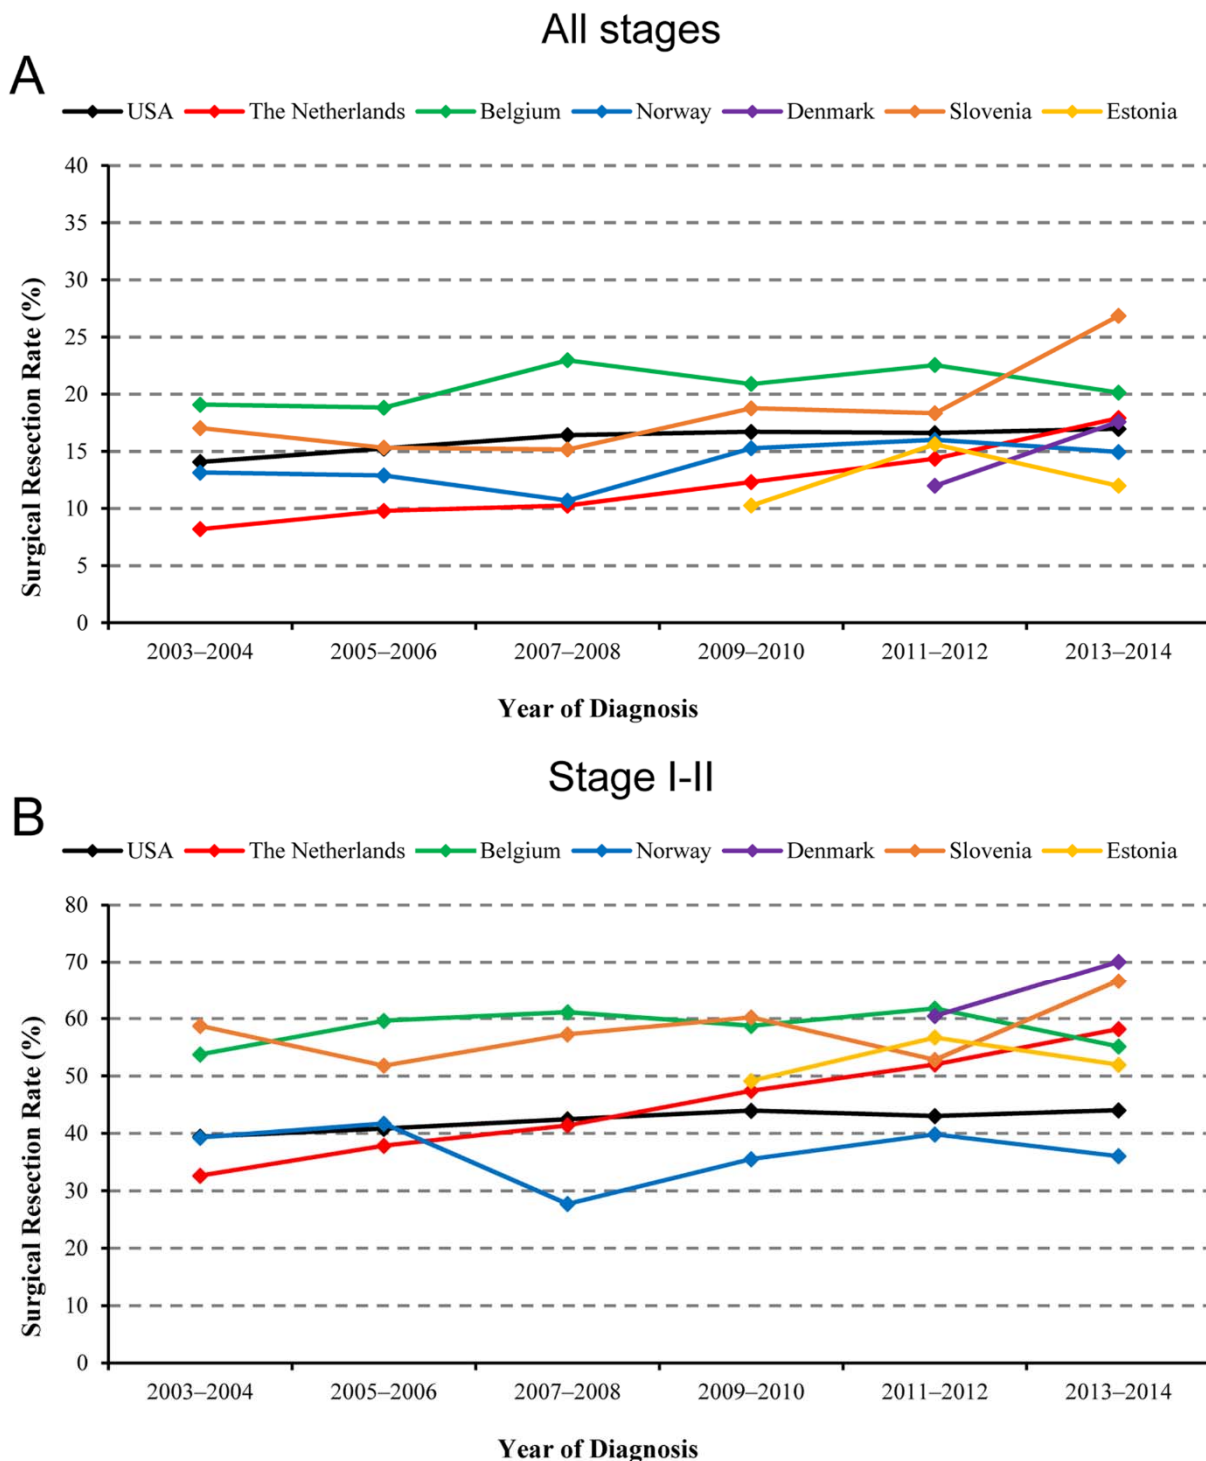 All stages
A
USA The Netherlands Belgium Norway Denmark Slovenia Estonia
40
35
30
25
20
15
10
5
0
Surgical Resection Rate (%)
2003–2004 2005–2006 2007–2008 2009–2010 2011–2012 2013–2014
Year of Diagnosis
Stage I-II
B
USA The Netherlands Belgium Norway Denmark Slovenia Estonia
80
70
60
50
40
30
20
10
0
Surgical Resection Rate (%)
2003–2004 2005–2006 2007–2008 2009–2010 2011–2012 2013–2014
Year of Diagnosis